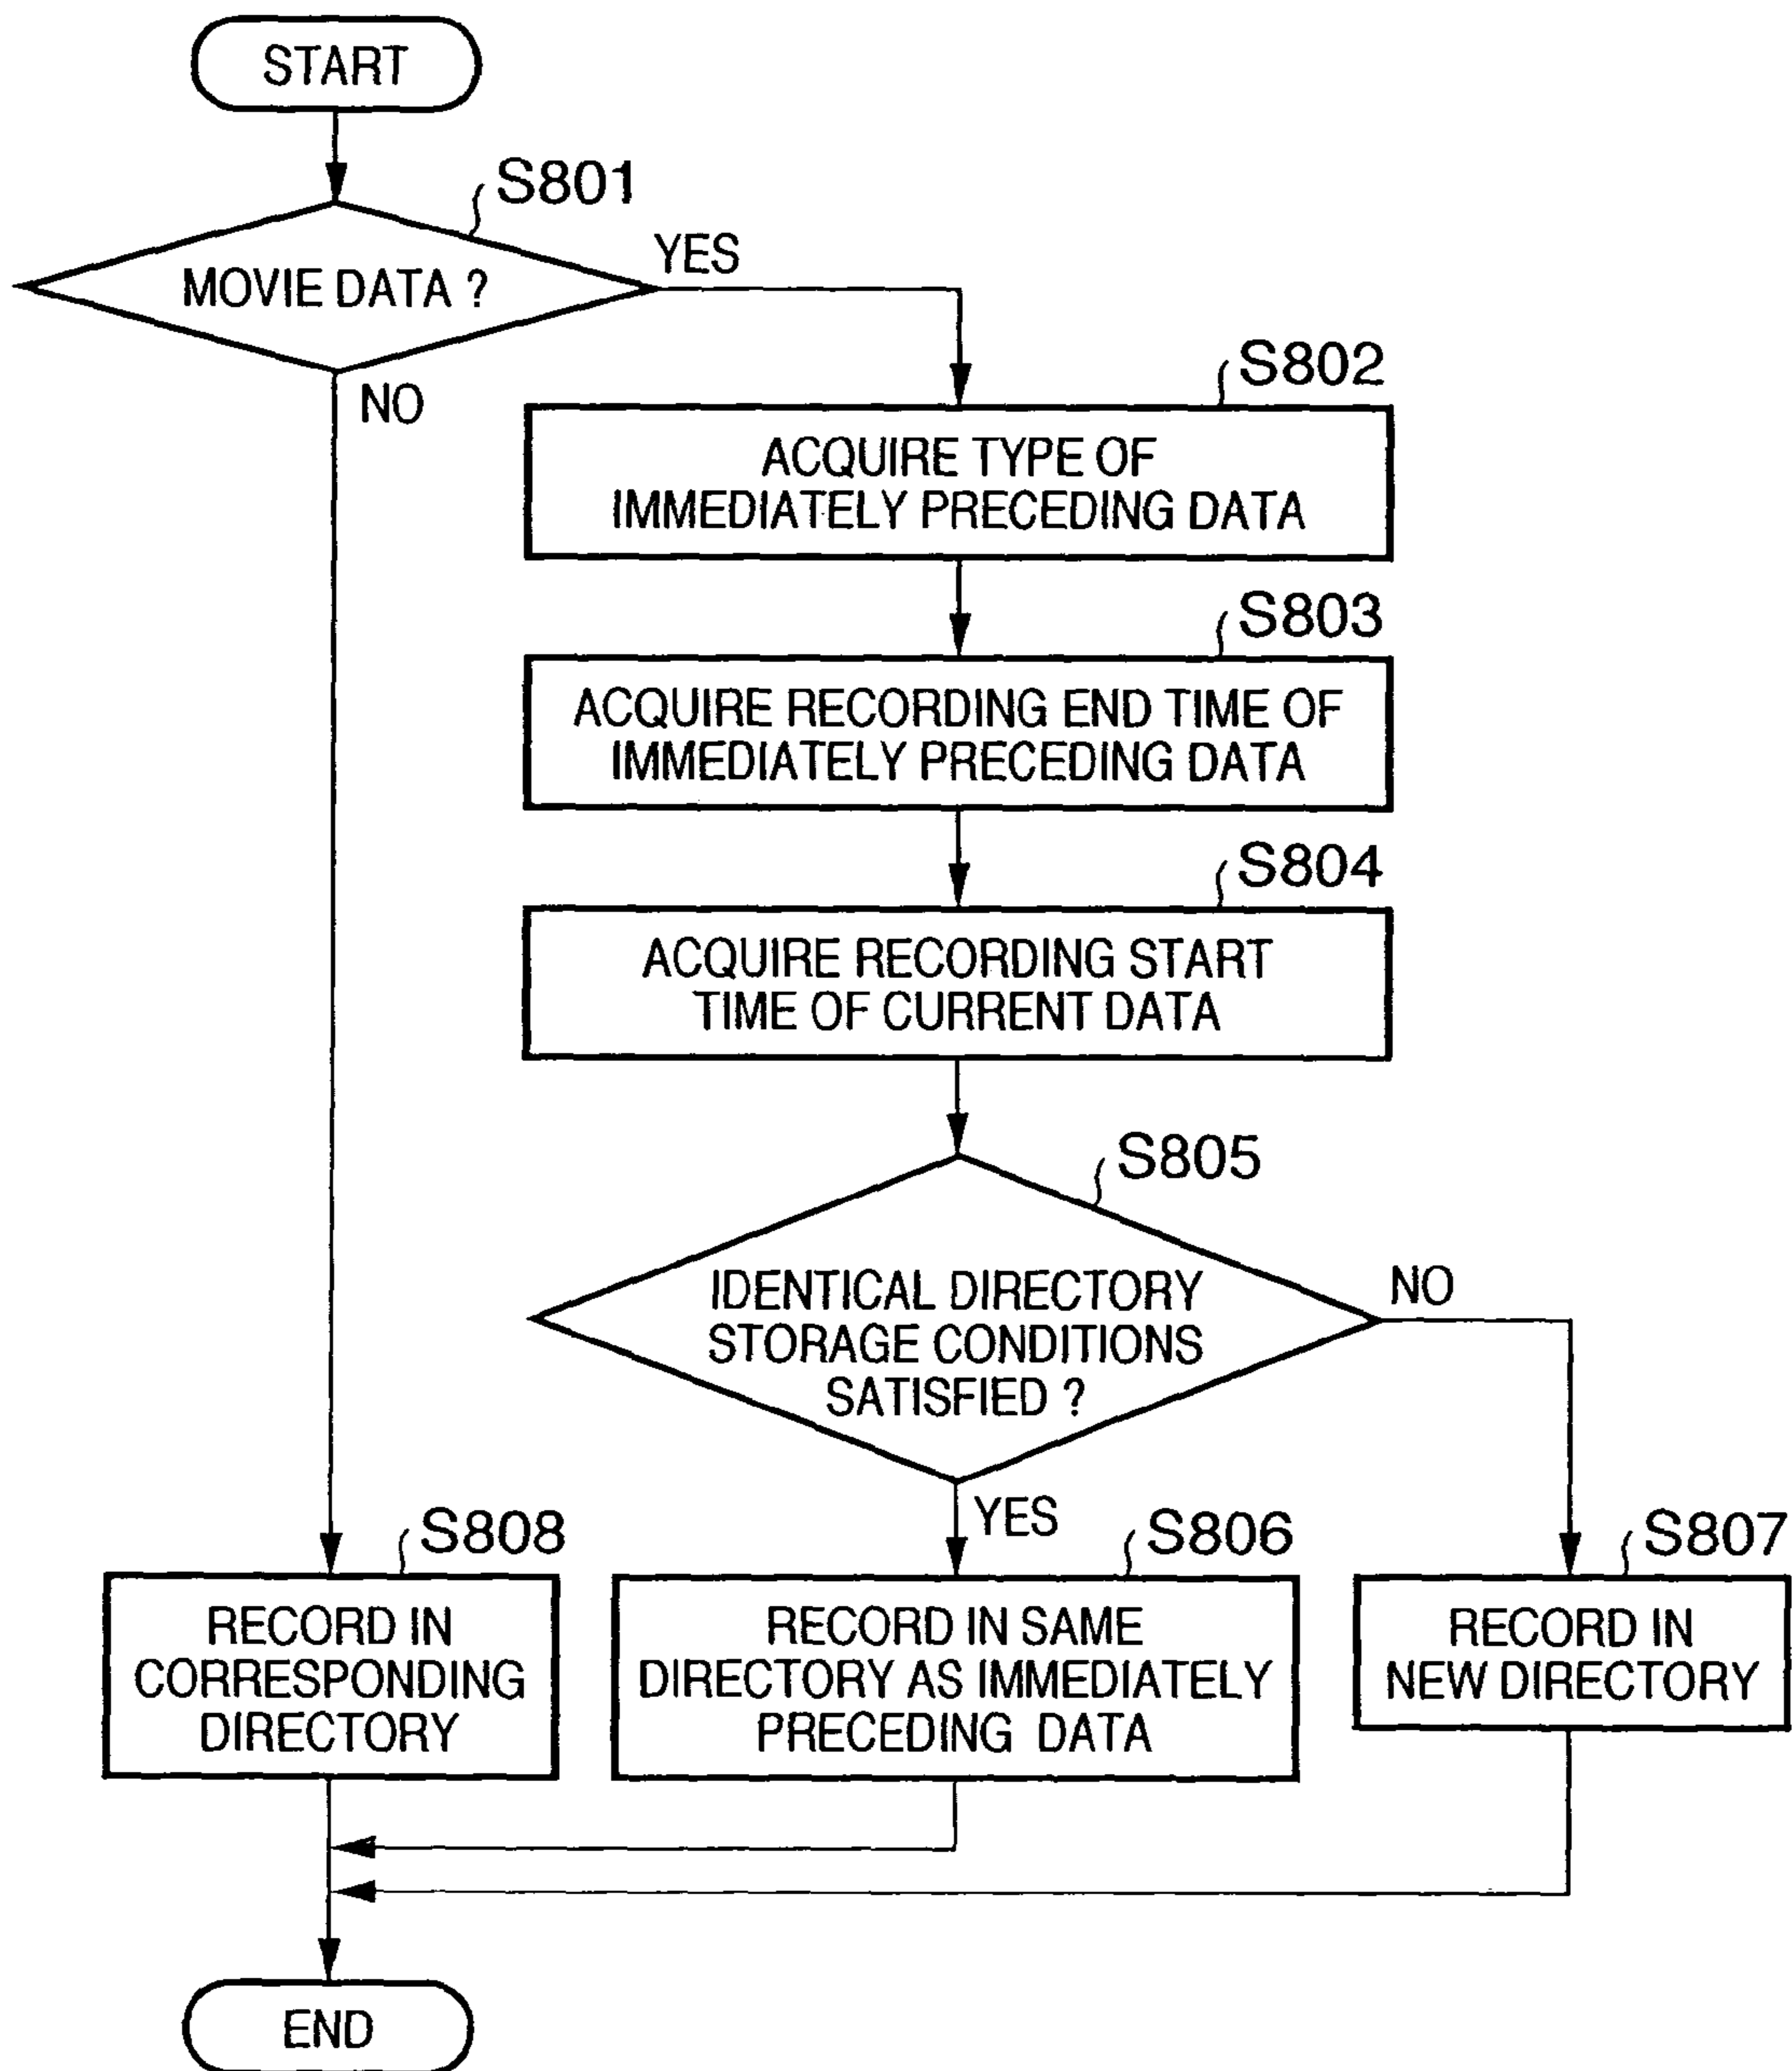 START
S801
MOVIE DATA ?
YES
NO
S802
ACQUIRE TYPE OF
IMMEDIATELY PRECEDING DATA
S803
ACQUIRE RECORDING END TIME OF
IMMEDIATELY PRECEDING DATA
S804
ACQUIRE RECORDING START
TIME OF CURRENT DATA
S805
IDENTICAL DIRECTORY
STORAGE CONDITIONS
SATISFIED ?
NO
YES
S808
RECORD IN
CORRESPONDING
DIRECTORY
S806
RECORD IN SAME
DIRECTORY AS IMMEDIATELY
PRECEDING DATA
S807
RECORD IN
NEW DIRECTORY
END